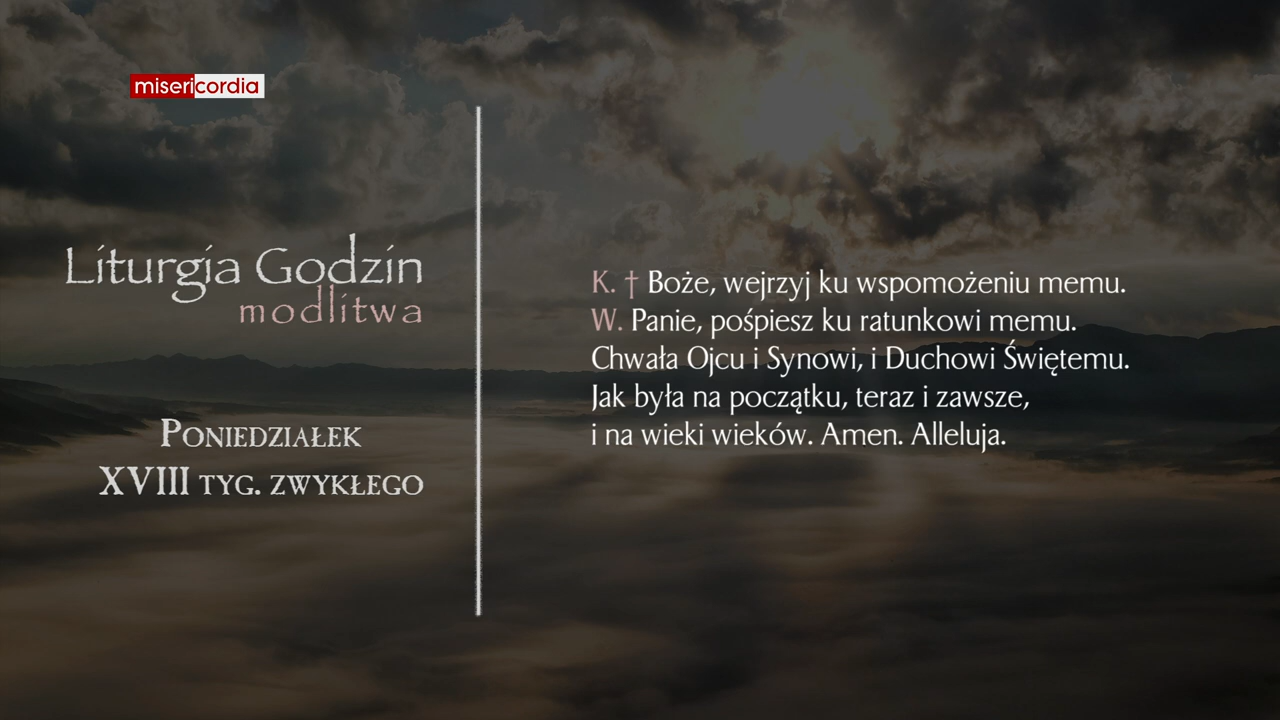 misericordia
Liturgia Godzin
modlitwa
Poniedziałek
XVIII tyg. zwykłego
K. † Boże, wejrzyj ku wspomożeniu memu.
W. Panie, pośpiesz ku ratunkowi memu.
Chwała Ojcu i Synowi, i Duchowi Świętemu.
Jak była na początku, teraz i zawsze,
i na wieki wieków. Amen. Alleluja.